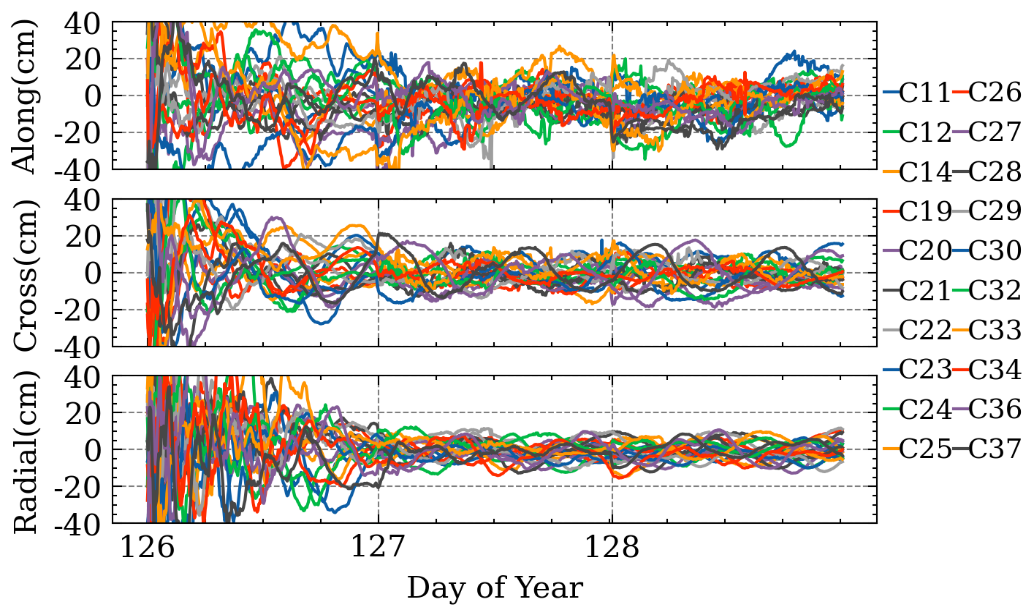 Along(cm)
40
20
0
-20
-40
Cross(cm)
40
20
0
-20
-40
Radial(cm)
40
20
0
-20
-40
126
127
128
Day of Year
C11 C26
C12 C27
C14 C28
C19 C29
C20 C30
C21 C32
C22 C33
C23 C34
C24 C36
C25 C37